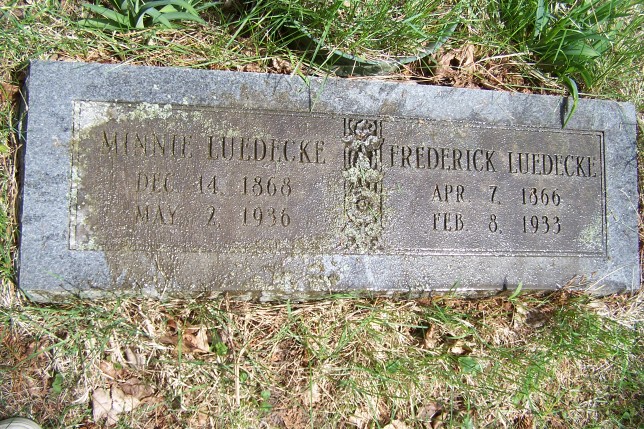 MINNIE LUEDECKE
DEC. 14, 1868
MAY 2, 1936
FREDERICK LUEDECKE
APR 7, 1866
FEB 8, 1933